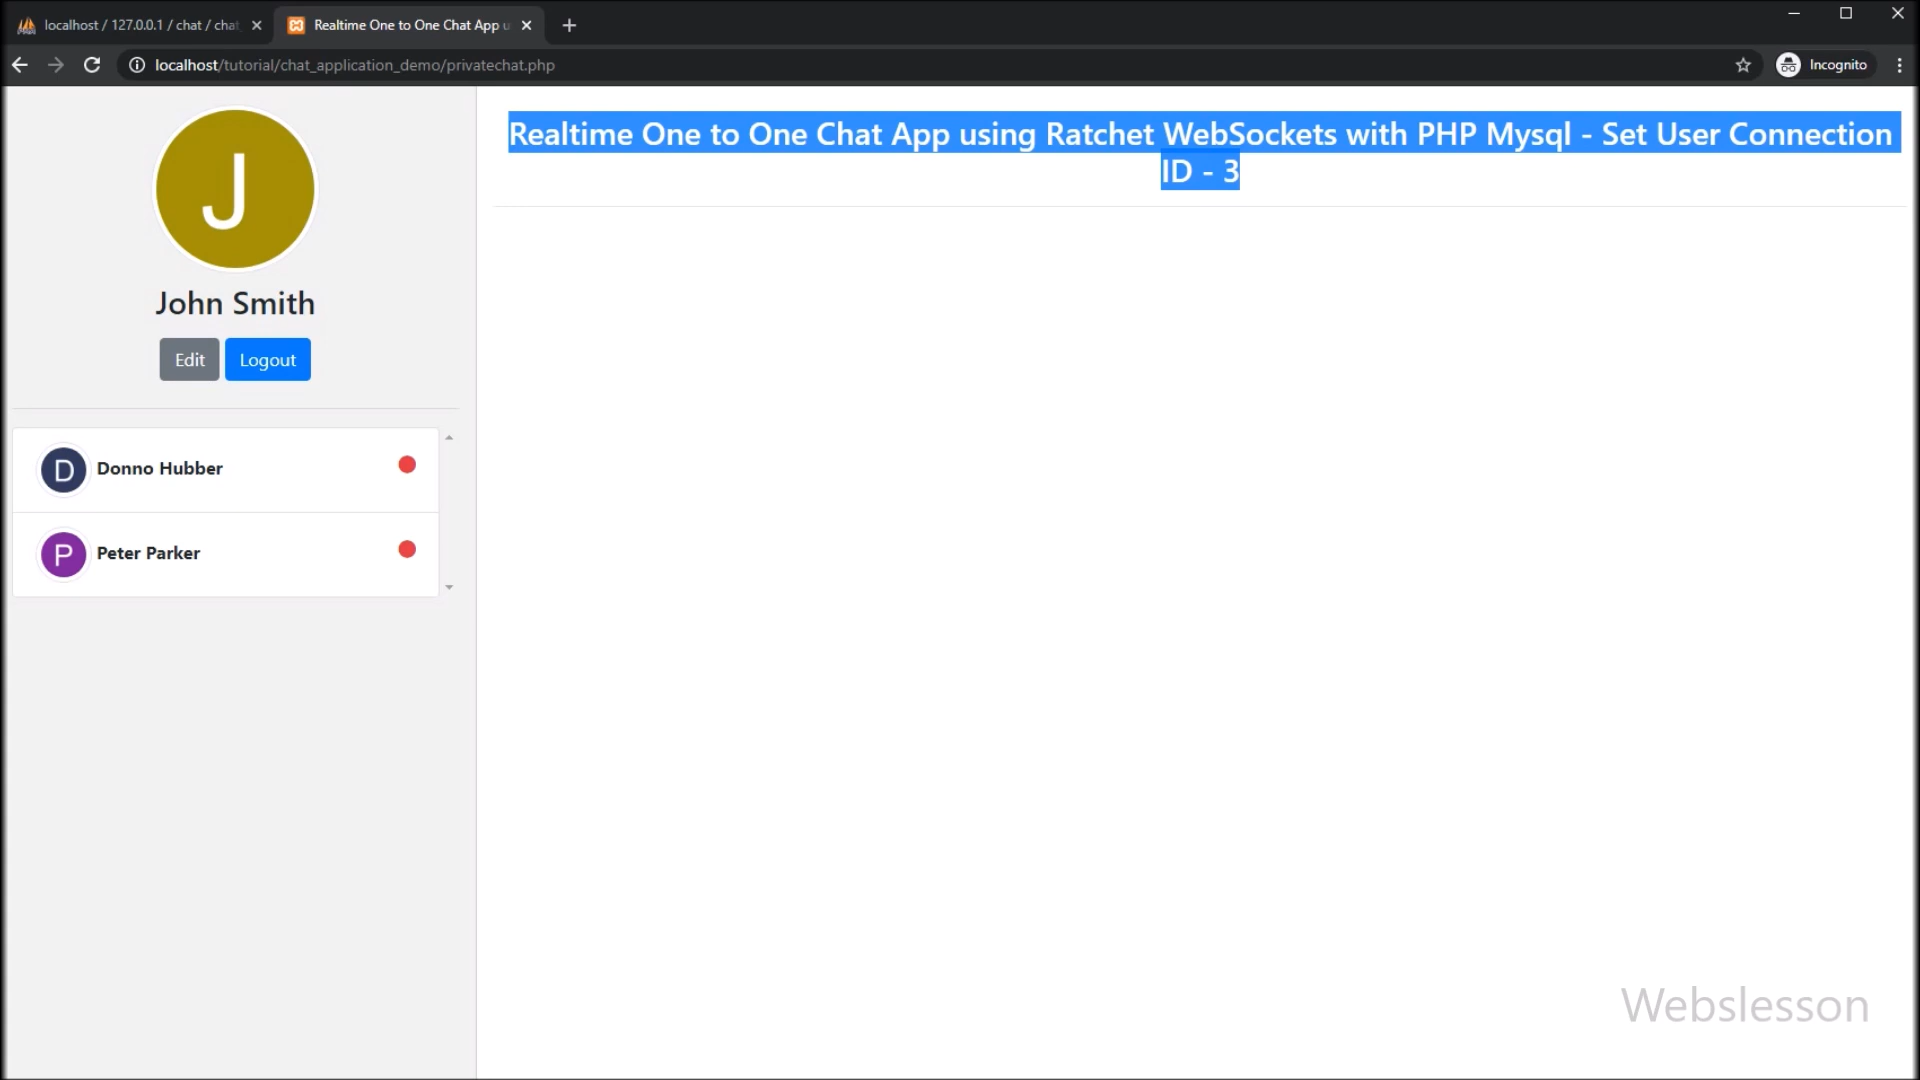 localhost / 127.0.0.1 / chat / chat
Realtime One to One Chat App u
localhost/tutorial/chat_application_demo/privatechat.php
Incognito
J
John Smith
Edit
Logout
D
Donno Hubber
P
Peter Parker
Realtime One to One Chat App using Ratchet WebSockets with PHP Mysql - Set User Connection
ID - 3
Webslesson